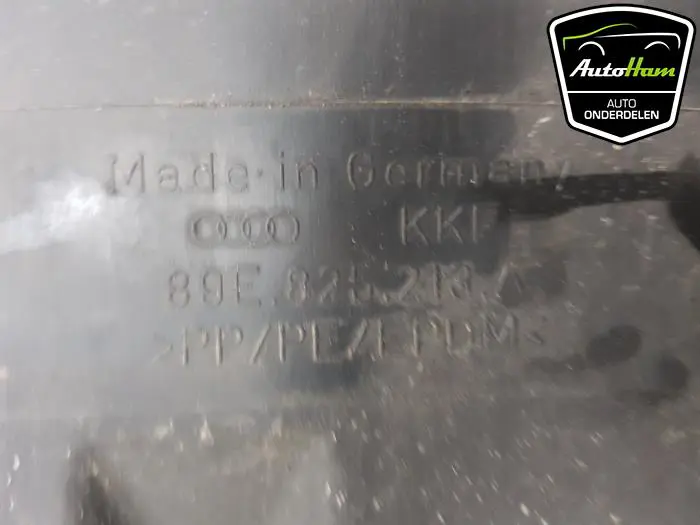 AutoHam
AUTO
ONDERDELEN
Made in Germany
KKI
89E.825.213.A
>PP/PE/EPDM<